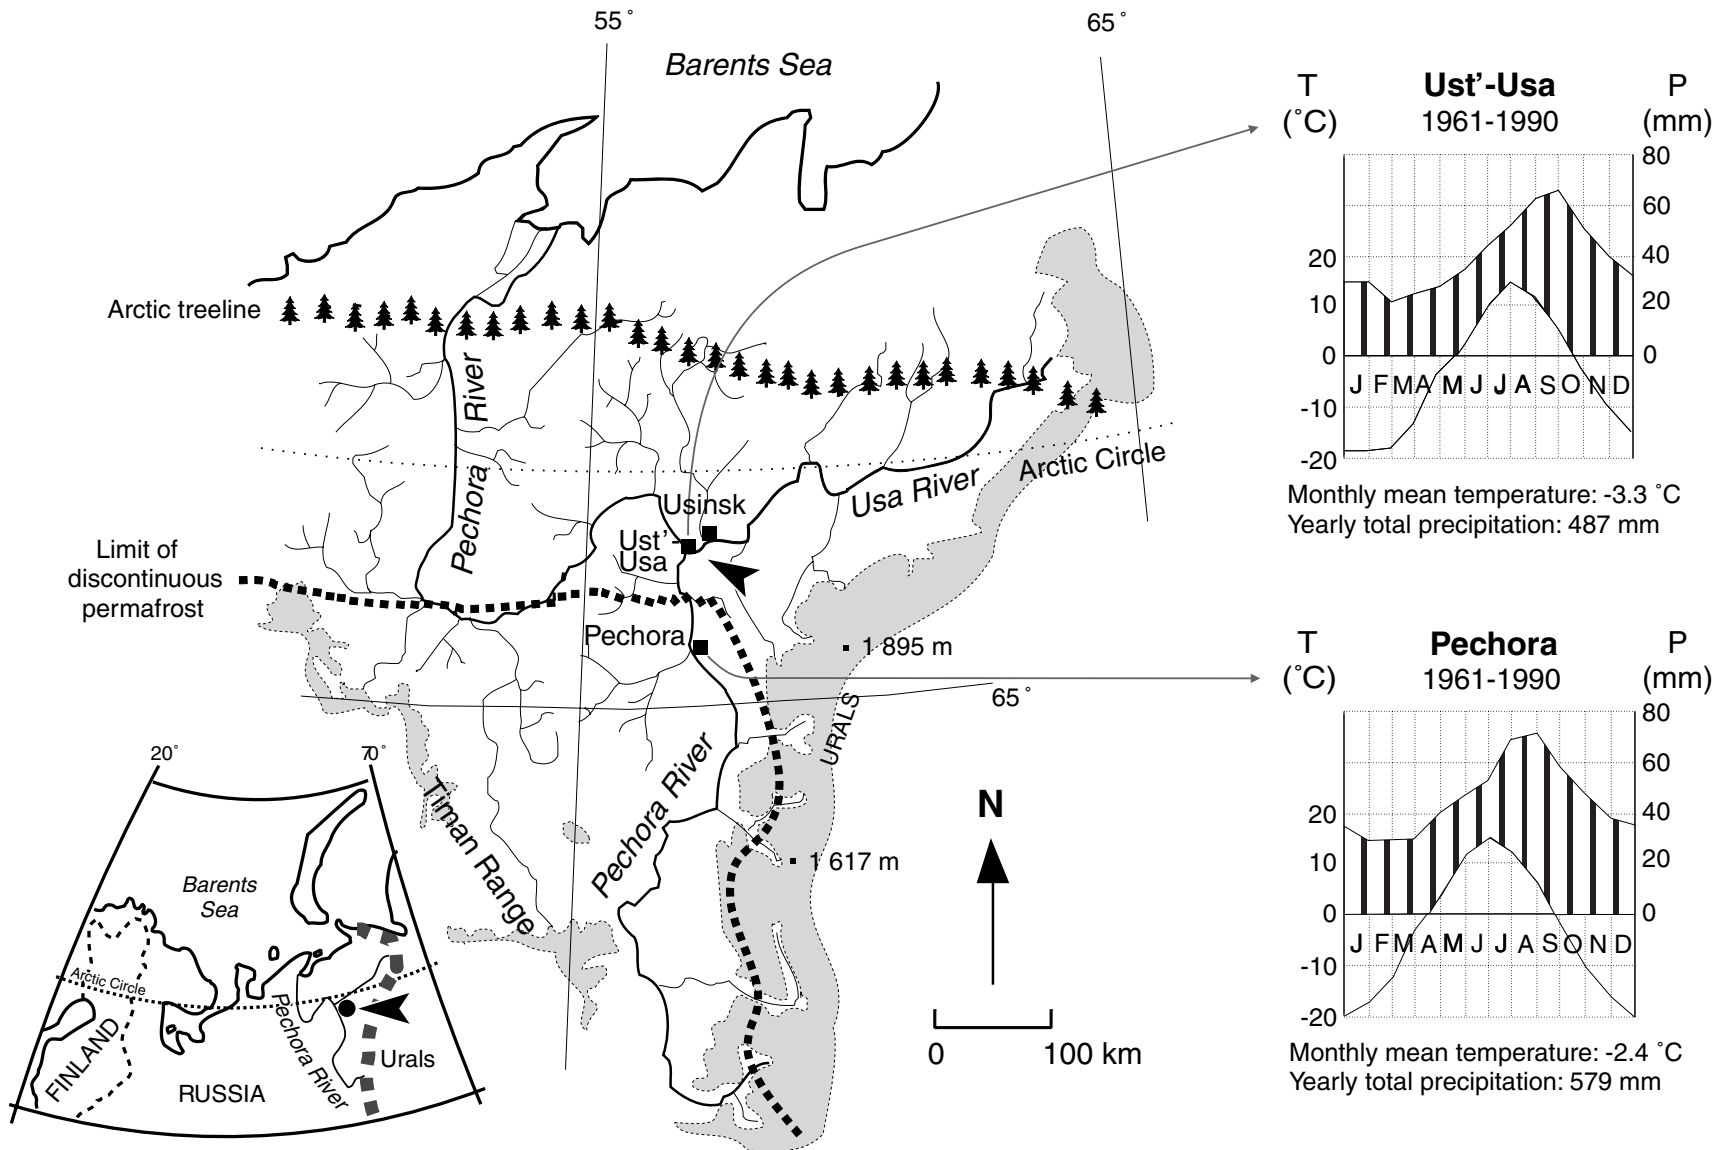 55˚
65˚
Barents Sea
Arctic treeline
Pechora River
Arctic Circle
Usa River
Usinsk
Ust’-
Usa
Limit of
discontinuous
permafrost
Pechora
1 895 m
65˚
URALS
Timan Range
Pechora River
1 617 m
N
0 100 km
20˚
70˚
Barents
Sea
Arctic Circle
Pechora River
FINLAND
Urals
RUSSIA
T Ust’-Usa P
(˚C) 1961-1990 (mm)
80
60
20 40
10 20
0 0
J F M A M J J A S O N D
-10
-20
Monthly mean temperature: -3.3 ˚C
Yearly total precipitation: 487 mm
T Pechora P
(˚C) 1961-1990 (mm)
80
60
20 40
10 20
0 0
J F M A M J J A S O N D
-10
-20
Monthly mean temperature: -2.4 ˚C
Yearly total precipitation: 579 mm